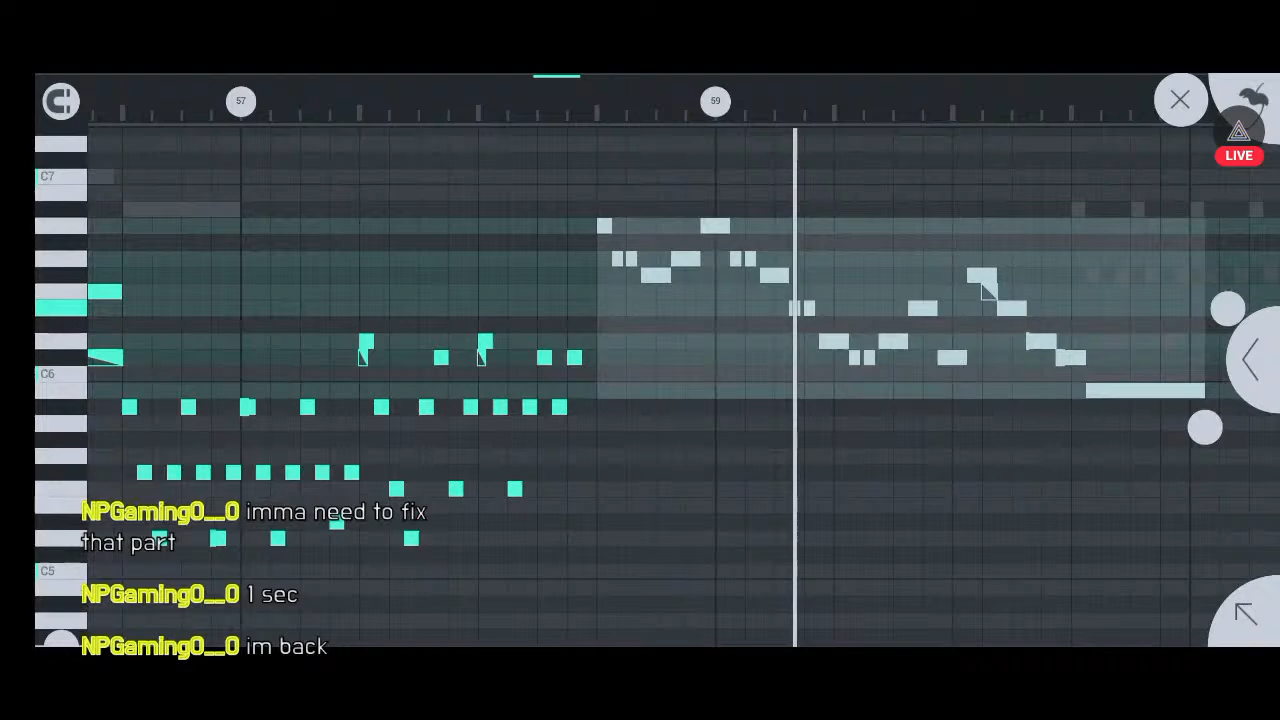 57
59
LIVE
C7
C6
NPGaming0__0 imma need to fix
that part
C5
NPGaming0__0 1 sec
NPGaming0__0 im back